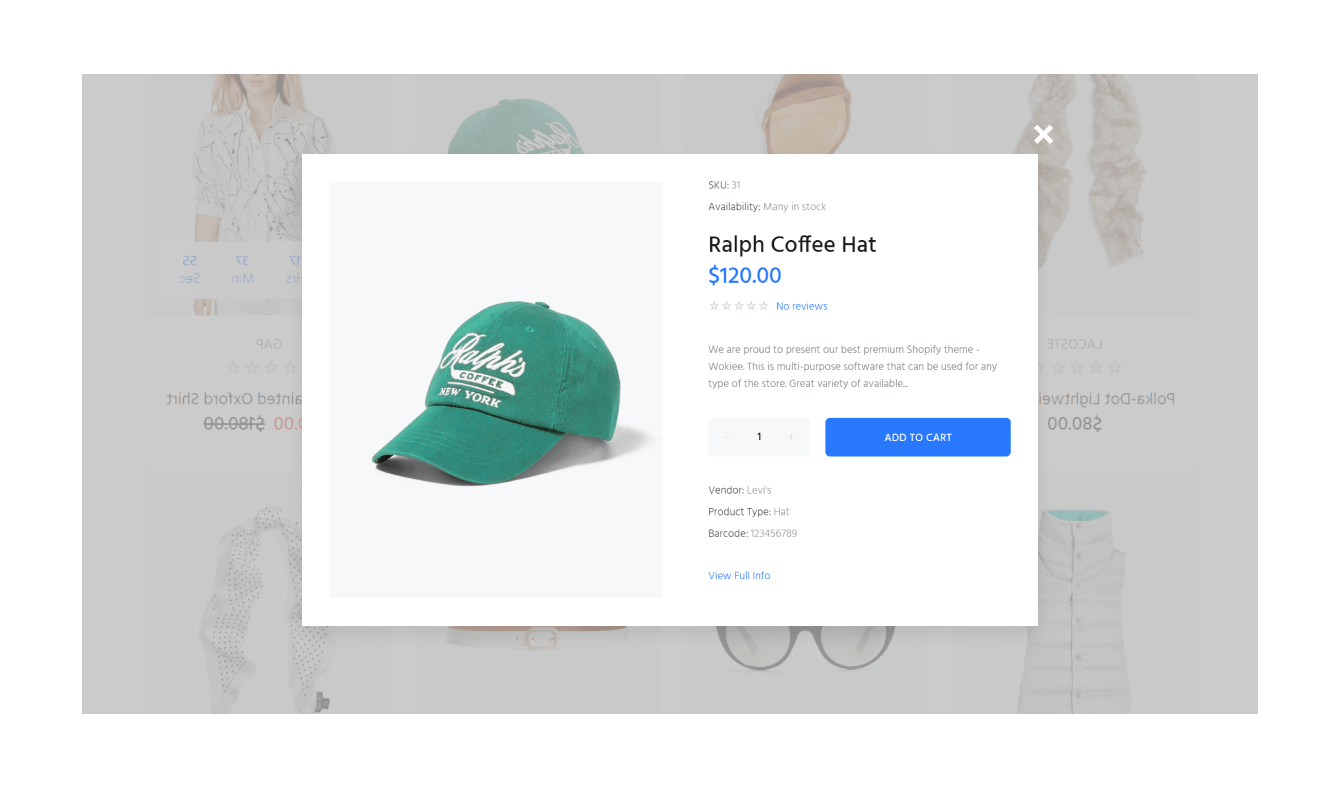 SKU: 31
Availability: Many in stock
Ralph Coffee Hat
$120.00
No reviews
We are proud to present our best premium Shopify theme -
Wokiee. This is multi-purpose software that can be used for any
type of the store. Great variety of available...
- 1 +
ADD TO CART
Vendor: Levi's
Product Type: Hat
Barcode: 123456789
View Full Info
Ralph's
COFFEE
NEW YORK
Ralph's
55 37 17
Sec Min Hrs
GAP
ainted Oxford Shirt
$180.00 0.00
LACOSTE
Polka-Dot Lightwei
$80.00